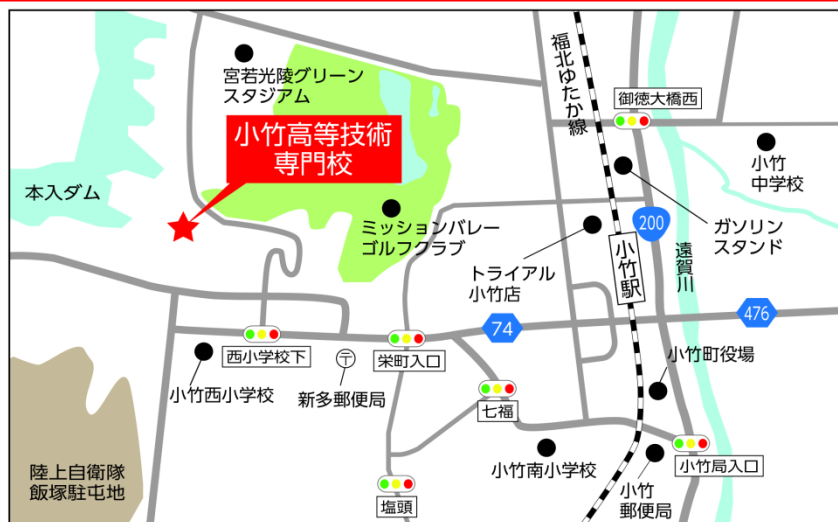 宮若光陵グリーン
スタジアム
小竹高等技術
専門校
本入ダム
ミッションバレー
ゴルフクラブ
福北ゆたか線
御徳大橋西
小竹
中学校
200
ガソリン
スタンド
トライアル
小竹店
小竹駅
遠賀川
74
476
西小学校下
栄町入口
小竹西小学校
〒
新多郵便局
小竹町役場
七福
小竹南小学校
小竹局入口
小竹
郵便局
塩頭
陸上自衛隊
飯塚駐屯地